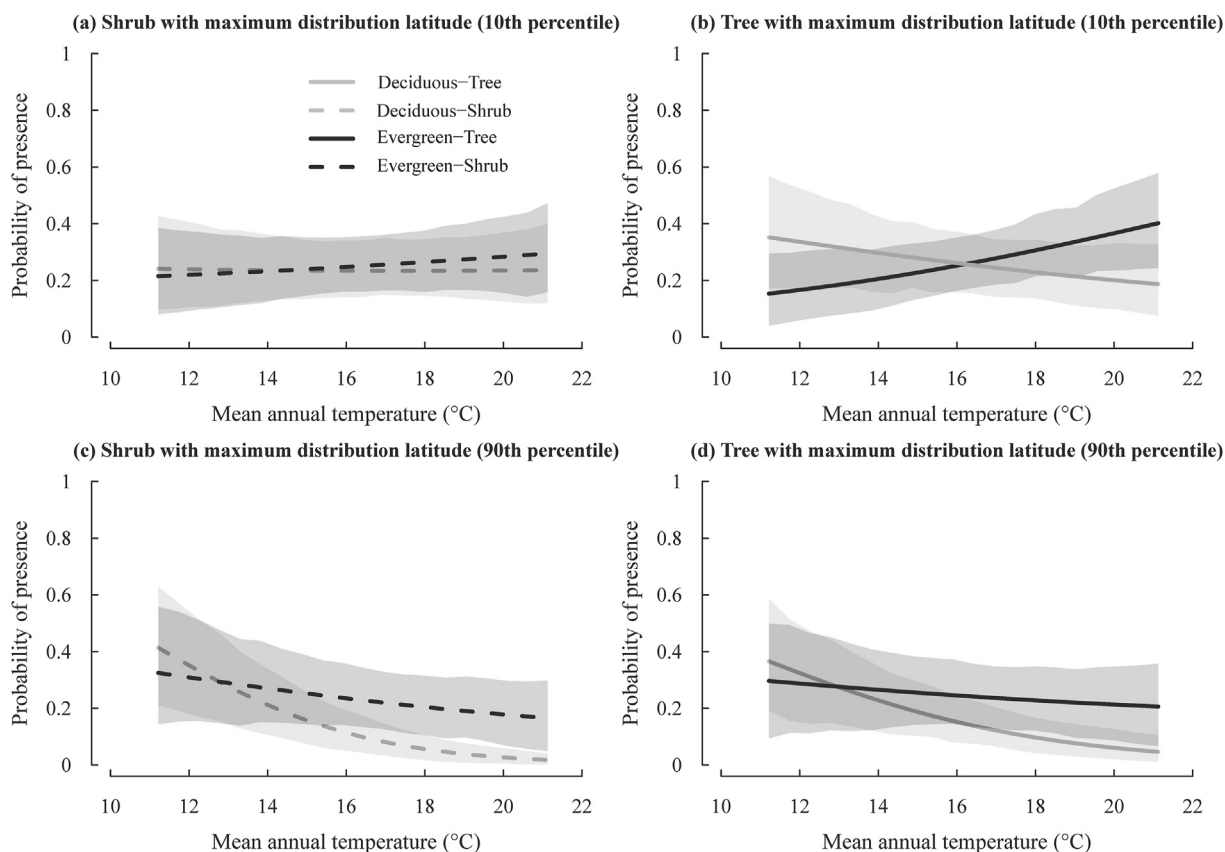 (a) Shrub with maximum distribution latitude (10th percentile)
Probability of presence
1
0.8
0.6
0.4
0.2
0
Deciduous−Tree
Deciduous−Shrub
Evergreen−Tree
Evergreen−Shrub
10 12 14 16 18 20 22
Mean annual temperature (°C)
(b) Tree with maximum distribution latitude (10th percentile)
Probability of presence
1
0.8
0.6
0.4
0.2
0
10 12 14 16 18 20 22
Mean annual temperature (°C)
(c) Shrub with maximum distribution latitude (90th percentile)
Probability of presence
1
0.8
0.6
0.4
0.2
0
10 12 14 16 18 20 22
Mean annual temperature (°C)
(d) Tree with maximum distribution latitude (90th percentile)
Probability of presence
1
0.8
0.6
0.4
0.2
0
10 12 14 16 18 20 22
Mean annual temperature (°C)